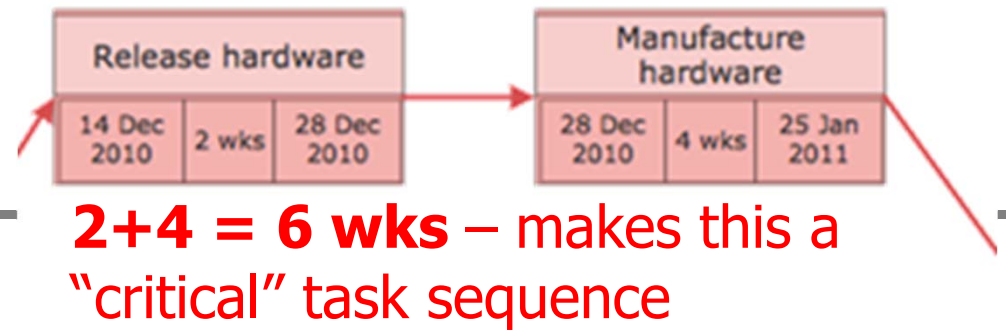 Release hardware
14 Dec
2010
2 wks
28 Dec
2010
Manufacture
hardware
28 Dec
2010
4 wks
25 Jan
2011
2+4 = 6 wks – makes this a
“critical” task sequence